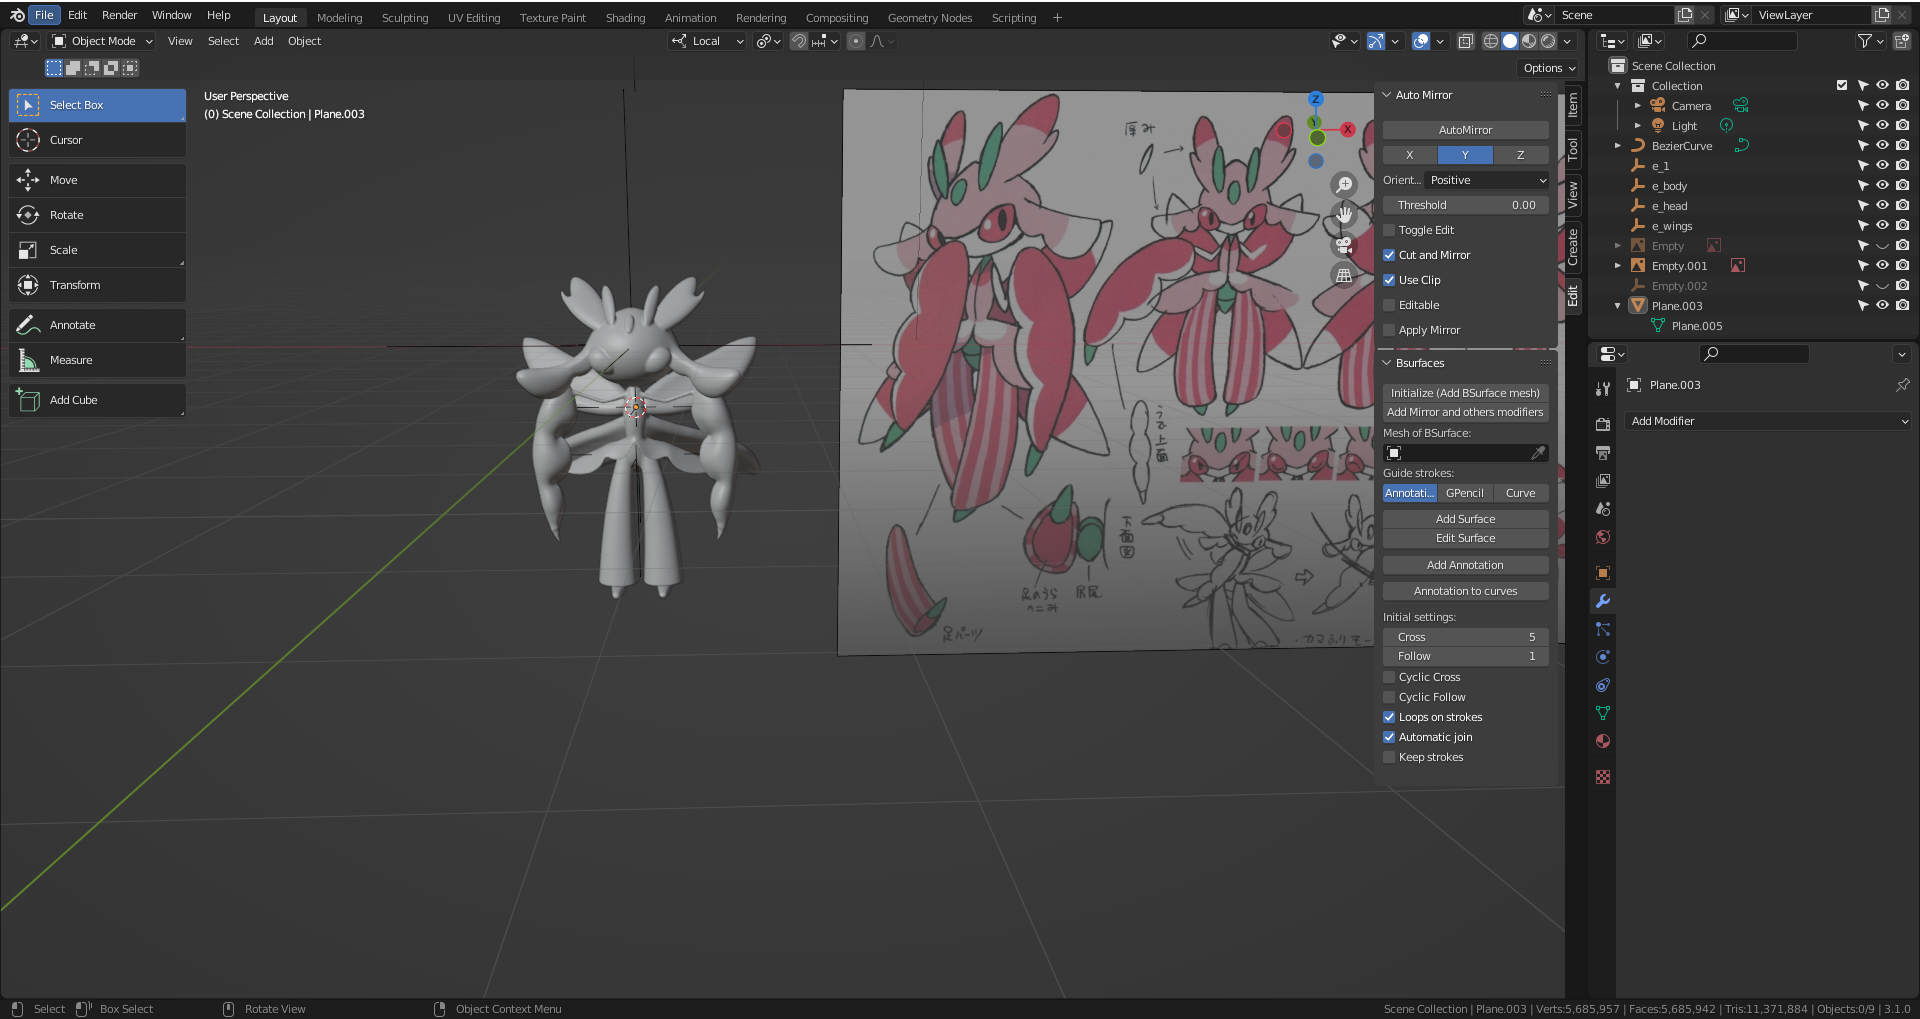 File Edit Render Window Help Layout Modeling Sculpting UV Editing Texture Paint Shading Animation Rendering Compositing Geometry Nodes Scripting + Scene ViewLayer
Object Mode View Select Add Object Local
Options
Select Box
Cursor
Move
Rotate
Scale
Transform
Annotate
Measure
Add Cube
User Perspective
(0) Scene Collection | Plane.003
厚み
下面図
Z
Y
X
Auto Mirror
AutoMirror
X Y Z
Orient... Positive
Threshold 0.00
Toggle Edit
Cut and Mirror
Use Clip
Editable
Apply Mirror
Bsurfaces
Initialize (Add BSurface mesh)
Add Mirror and others modifiers
Mesh of BSurface:
Guide strokes:
Annotati... GPencil Curve
Add Surface
Edit Surface
Add Annotation
Annotation to curves
Initial settings:
Cross 5
Follow 1
Cyclic Cross
Cyclic Follow
Loops on strokes
Automatic join
Keep strokes
Item
Tool
View
Create
Edit
Scene Collection
Collection
Camera
Light
BezierCurve
e_1
e_body
e_head
e_wings
Empty
Empty.001
Empty.002
Plane.003
Plane.005
Plane.003
Add Modifier
Select Box Select Rotate View Object Context Menu
Scene Collection | Plane.003 | Verts:5,685,957 | Faces:5,685,942 | Tris:11,371,884 | Objects:0/9 | 3.1.0